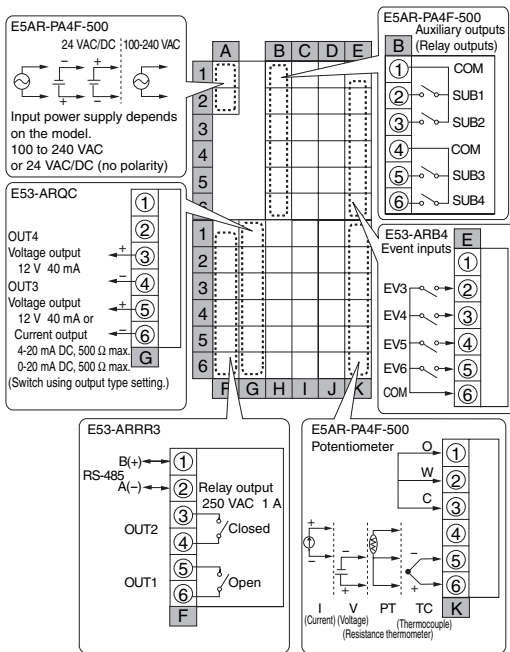 E5AR-PA4F-500
24 VAC/DC 100-240 VAC
Input power supply depends
on the model.
100 to 240 VAC
or 24 VAC/DC (no polarity)
A B C D E
1
2
3
4
5
6
1
2
3
4
5
6
F G H I J K
E5AR-PA4F-500
Auxiliary outputs
(Relay outputs)
B
1 COM
2 SUB1
3 SUB2
4 COM
5 SUB3
6 SUB4
E53-ARQC
1
2
OUT4
Voltage output
12 V 40 mA
+ 3
- 4
OUT3
Voltage output
12 V 40 mA or
Current output
4-20 mA DC, 500 Ω max.
0-20 mA DC, 500 Ω max.
(Switch using output type setting.)
+ 5
- 6
G
E53-ARB4
Event inputs
E
1
EV3 2
EV4 3
EV5 4
EV6 5
COM 6
E53-ARRR3
RS-485
B(+) 1
A(-) 2
Relay output
250 VAC 1 A
OUT2
3
4
Closed
OUT1
5
6
Open
F
E5AR-PA4F-500
Potentiometer
O 1
W 2
C 3
4
5
6
K
+ - - + - +
I V PT TC
(Current) (Voltage) (Thermocouple)
(Resistance thermometer)